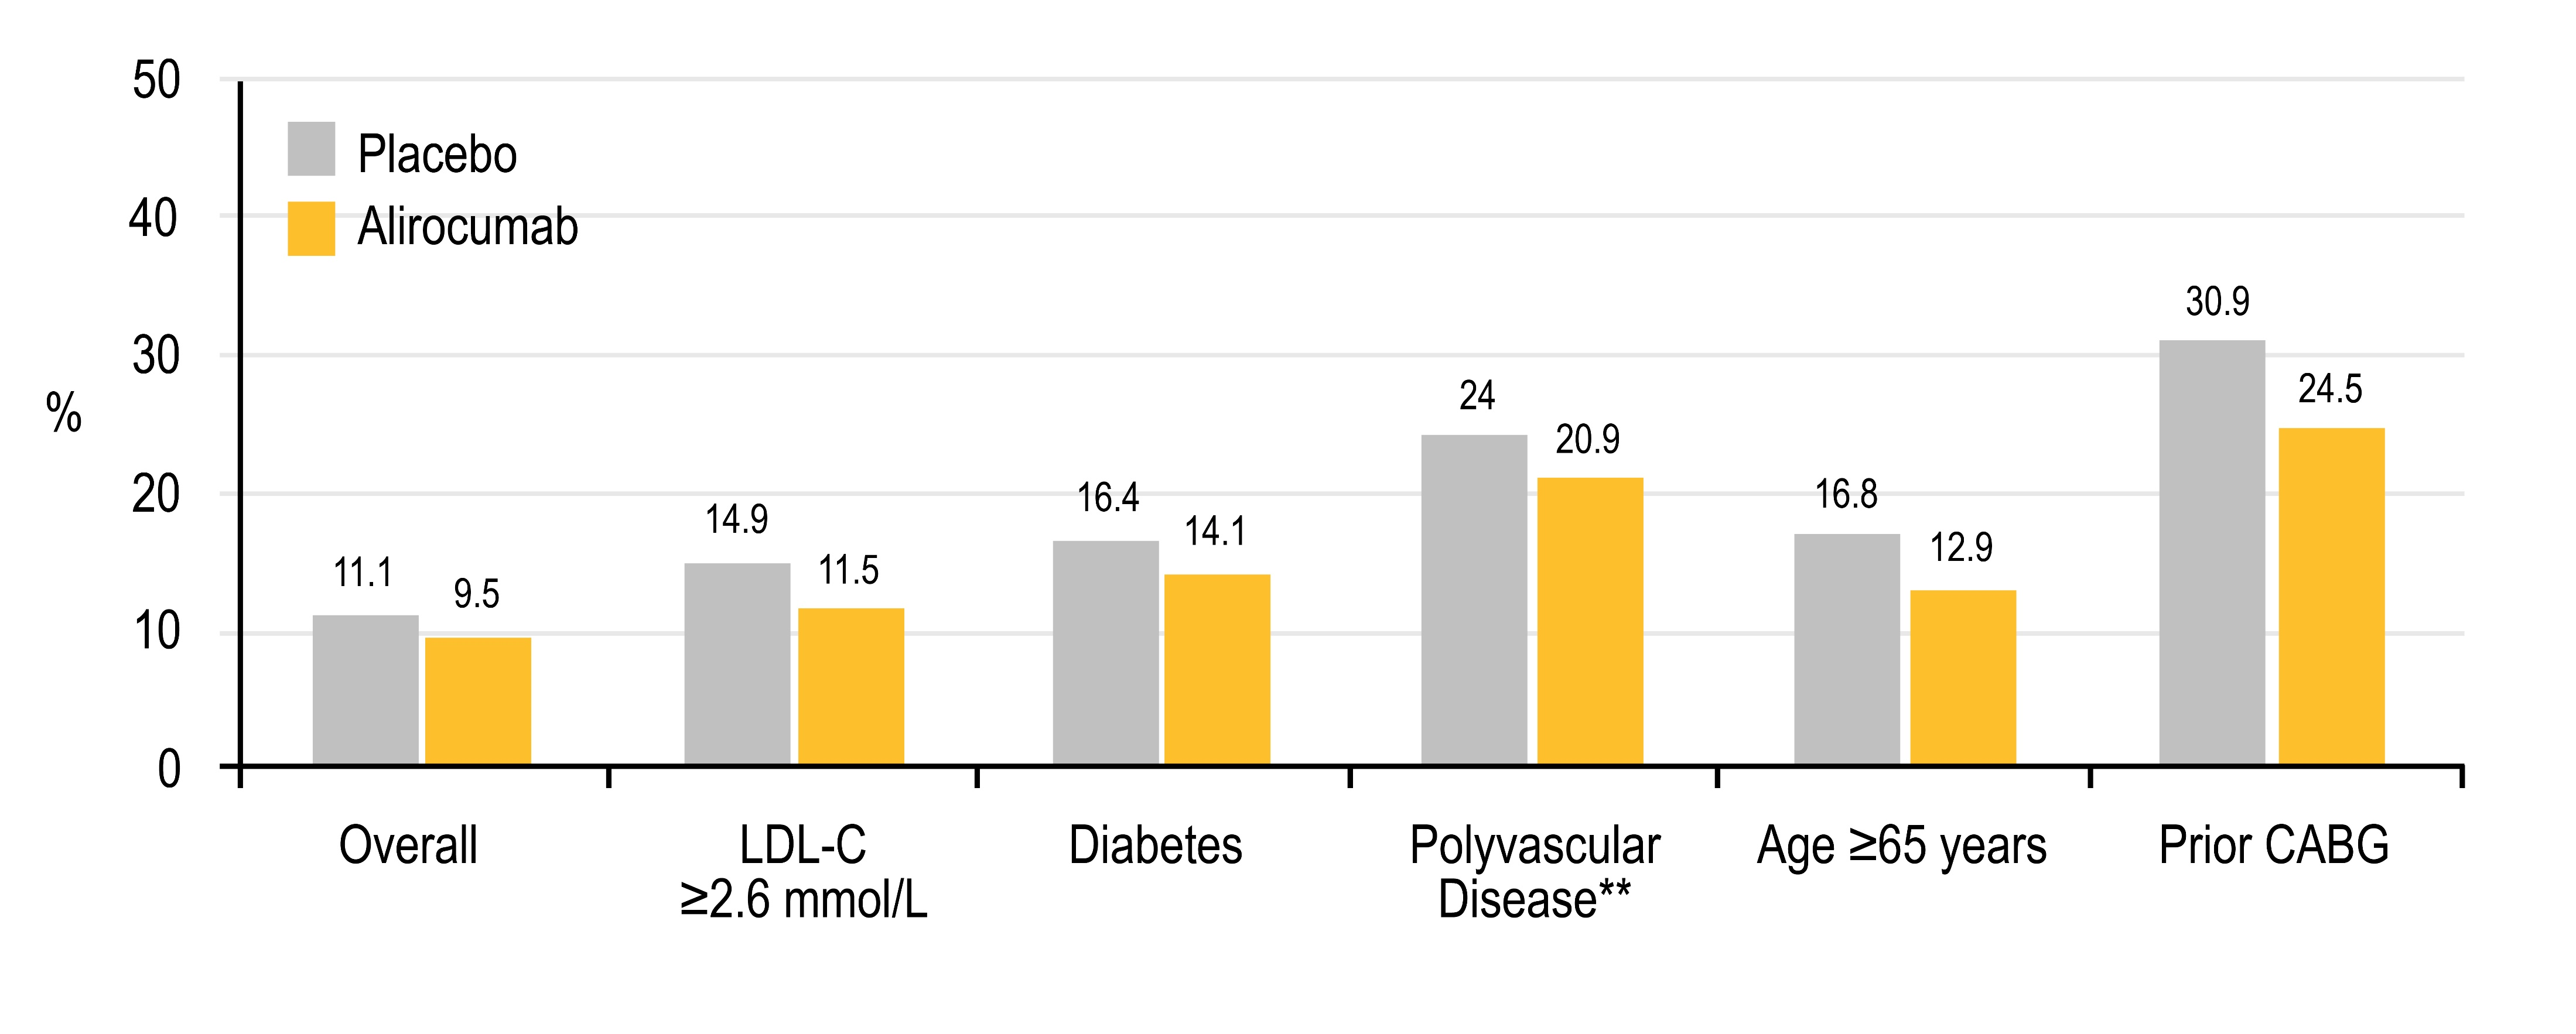 50
40
30
20
10
0
%
Placebo
Alirocumab
11.1
9.5
14.9
11.5
16.4
14.1
24
20.9
16.8
12.9
30.9
24.5
Overall
LDL-C
≥2.6 mmol/L
Diabetes
Polyvascular
Disease**
Age ≥65 years
Prior CABG